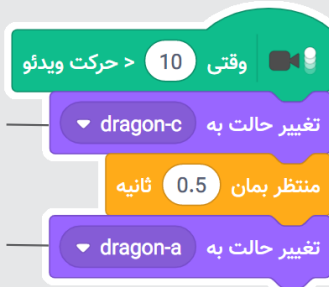 وقتی 10 < حرکت ویدئو
تغییر حالت به dragon-c
منتظر بمان 0.5 ثانیه
تغییر حالت به dragon-a